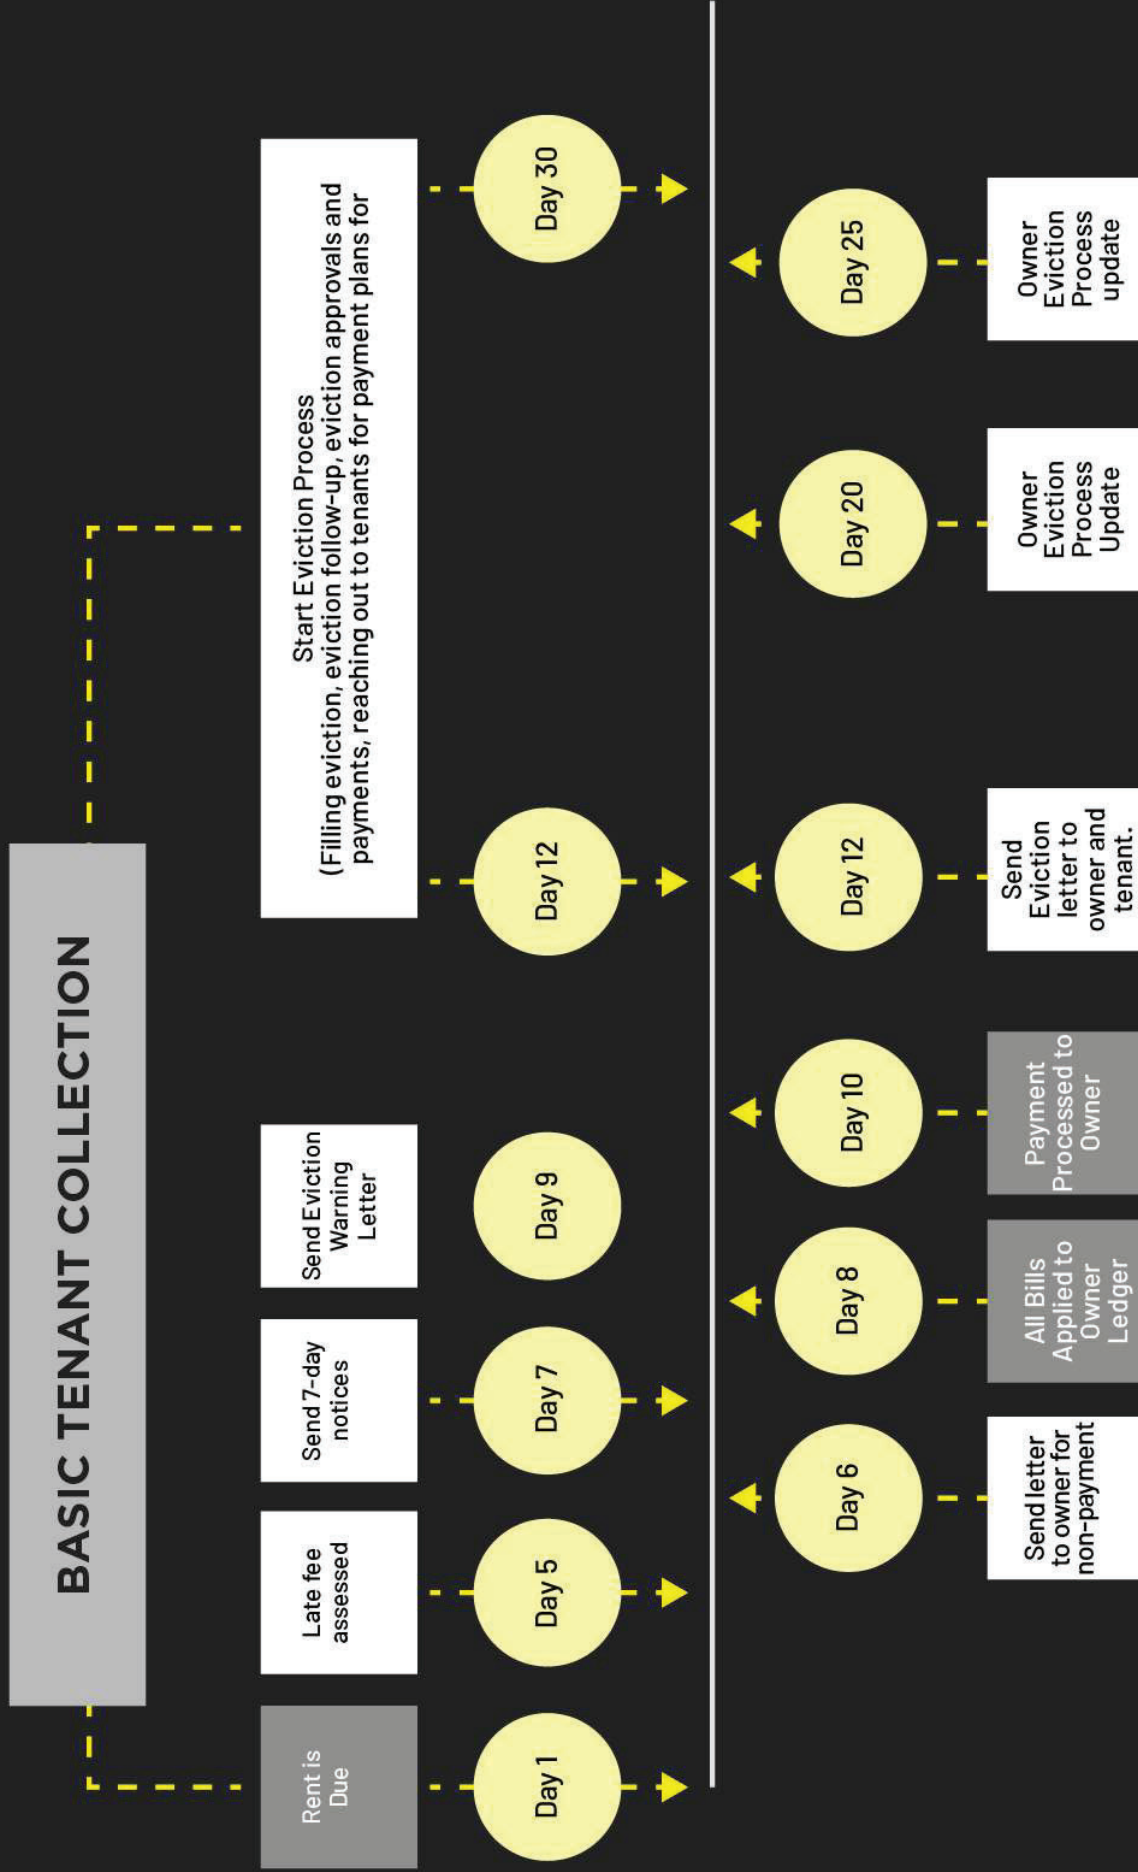 BASIC TENANT COLLECTION
Rent is
Due
Late fee
assessed
Send 7-day
notices
Send Eviction
Warning
Letter
Start Eviction Process
(Filling eviction, eviction follow-up, eviction approvals and
payments, reaching out to tenants for payment plans for
Day 1
Day 5
Day 7
Day 9
Day 12
Day 30
Day 6
Day 8
Day 10
Day 12
Day 20
Day 25
Send letter
to owner for
non-payment
All Bills
Applied to
Owner
Ledger
Payment
Processed to
Owner
Send
Eviction
letter to
owner and
tenant.
Owner
Eviction
Process
Update
Owner
Eviction
Process
update